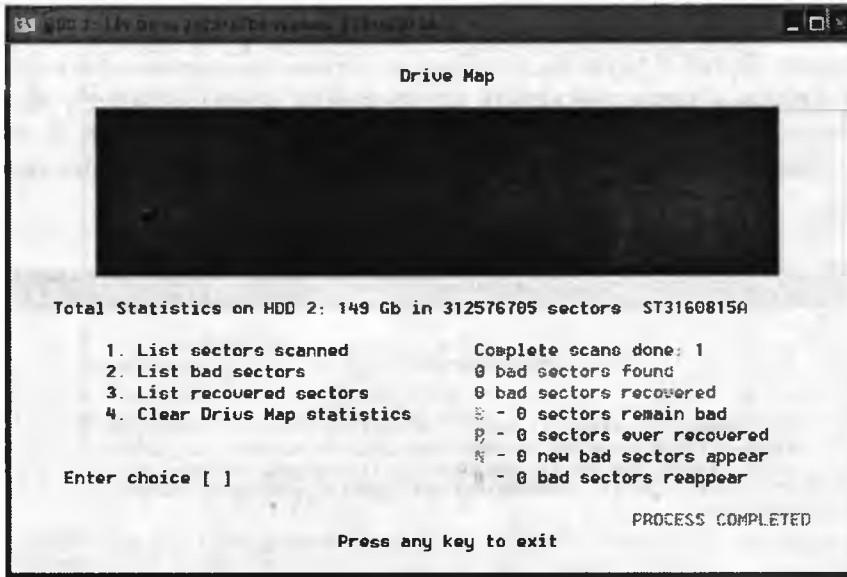 Drive Map
Total Statistics on HDD 2: 149 Gb in 312576705 sectors ST3160815A
1. List sectors scanned
2. List bad sectors
3. List recovered sectors
4. Clear Drius Map statistics
Enter choice [ ]
Complete scans done: 1
0 bad sectors found
0 bad sectors recovered
- 0 sectors remain bad
R - 0 sectors ever recovered
N - 0 new bad sectors appear
- 0 bad sectors reappear
PROCESS COMPLETED
Press any key to exit